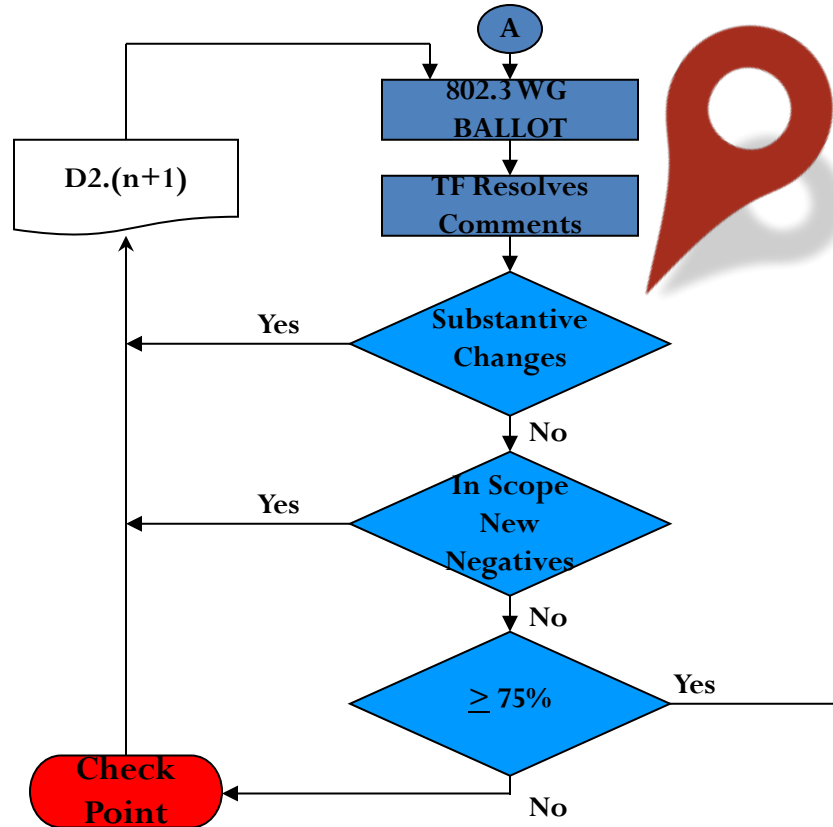 A
802.3 WG
BALLOT
D2.(n+1)
TF Resolves
Comments
Yes
Substantive
Changes
No
Yes
In Scope
New
Negatives
No
≥ 75%
Yes
Check
Point
No